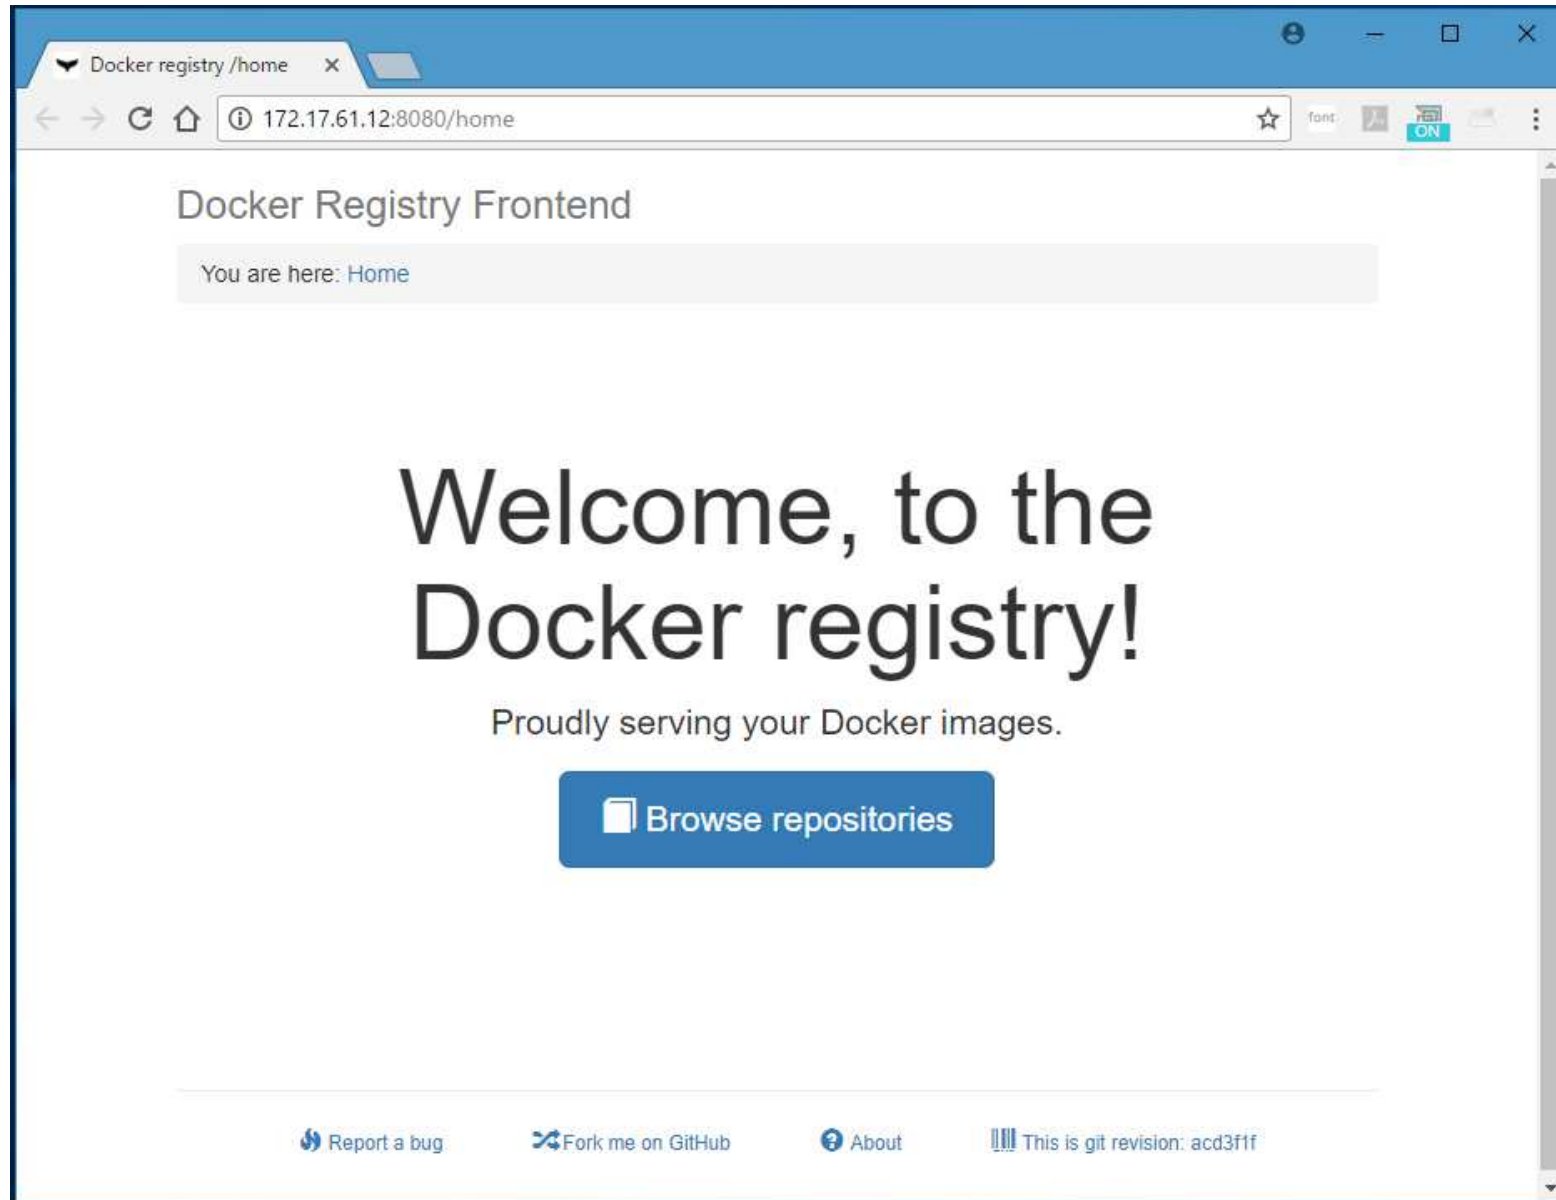 Docker registry /home
172.17.61.12:8080/home
font
ON
Docker Registry Frontend
You are here: Home
Welcome, to the
Docker registry!
Proudly serving your Docker images.
Browse repositories
Report a bug
Fork me on GitHub
About
This is git revision: acd3f1f